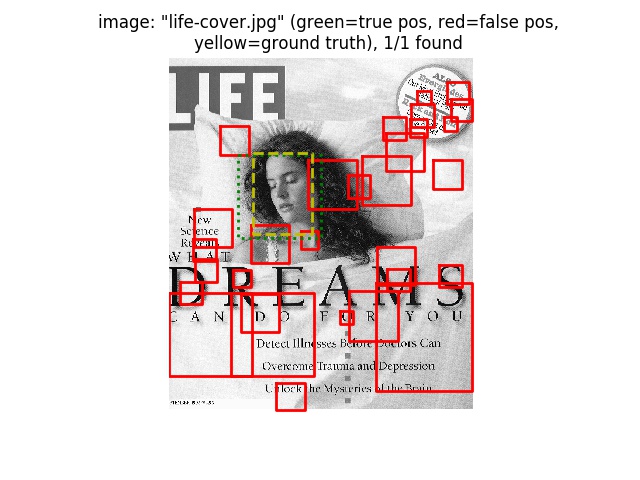 image: "life-cover.jpg" (green=true pos, red=false pos,
yellow=ground truth), 1/1 found
LIFE
ALSO
Everglades
New
Science
Reveals
WHAT
DREAMS
CAN DO FOR YOU
Detect Illnesses Before Doctors Can
Overcome Trauma and Depression
Unlock the Mysteries of the Brain